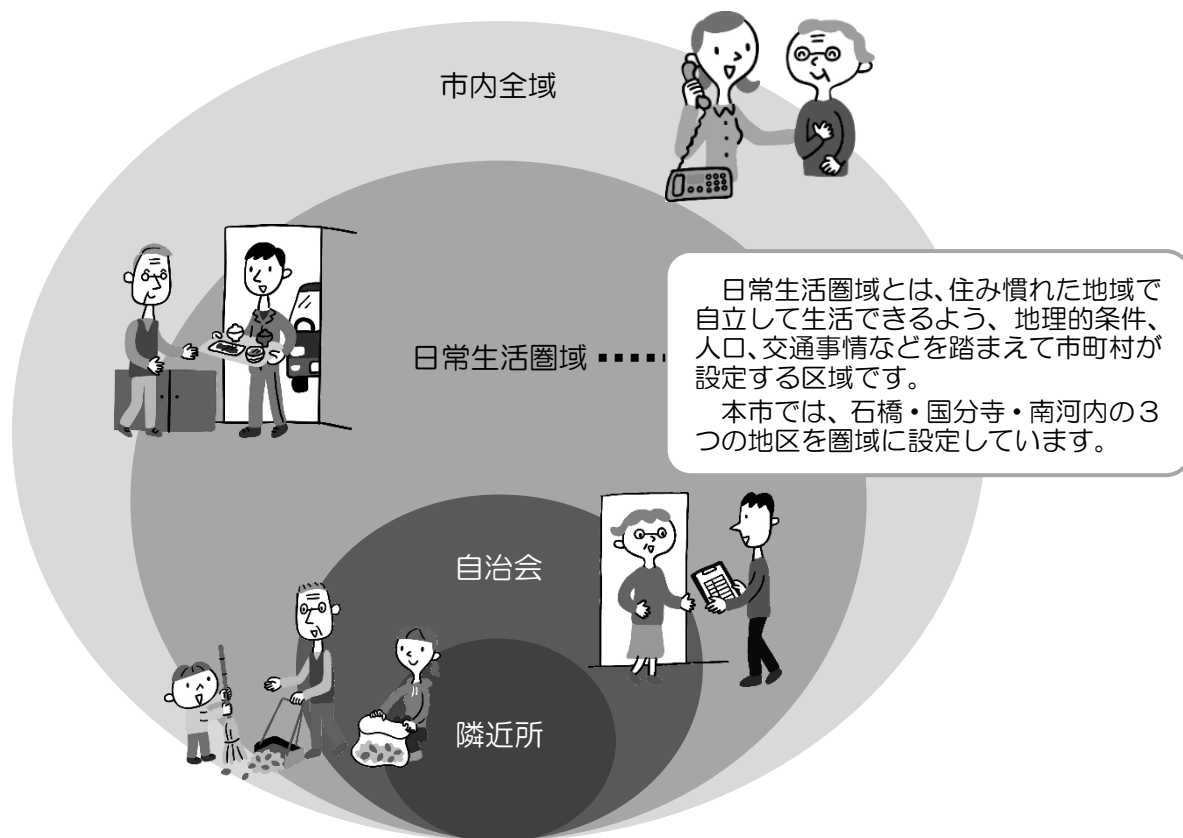 市内全域
日常生活圏域
日常生活圏域とは、住み慣れた地域で
自立して生活できるよう、地理的条件、
人口、交通事情などを踏まえて市町村が
設定する区域です。
本市では、石橋・国分寺・南河内の３
つの地区を圏域に設定しています。
自治会
隣近所